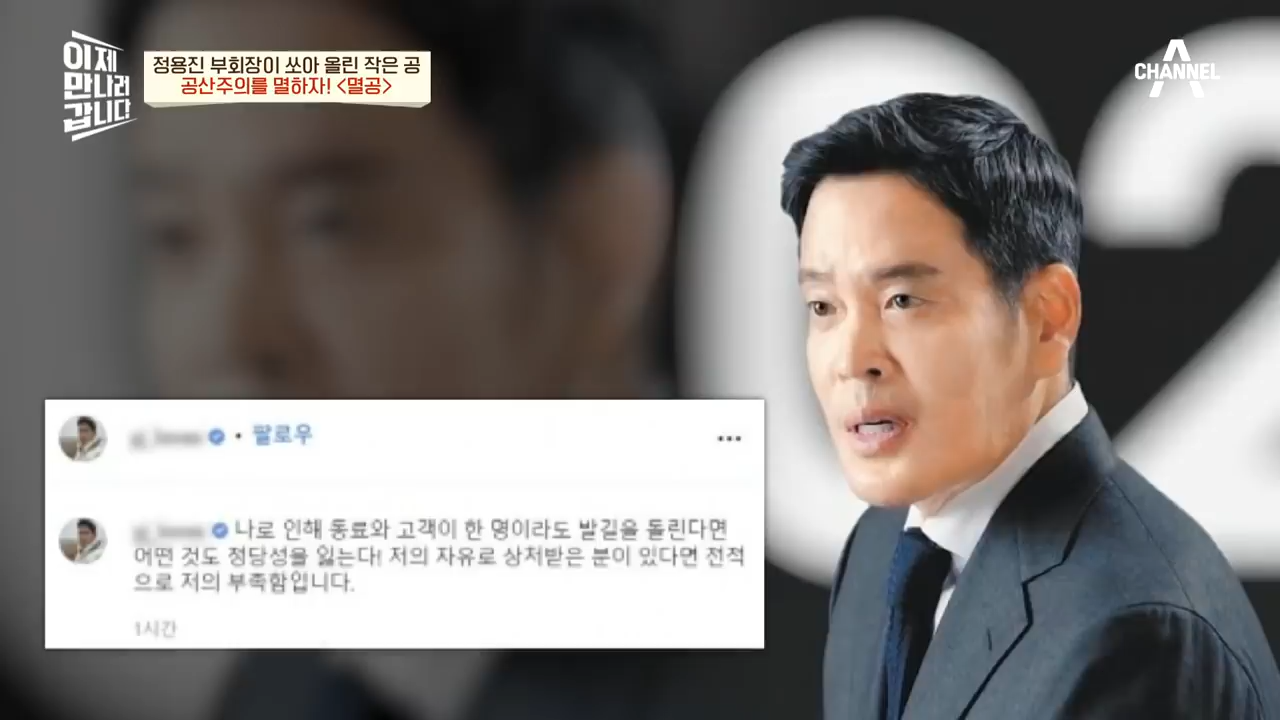 이제
만나러
갑니다
정용진 부회장이 쏘아 올린 작은 공
공산주의를 멸하자! <멸공>
CHANNEL A
02
• 팔로우
나로 인해 동료와 고객이 한 명이라도 발길을 돌린다면
어떤 것도 정당성을 잃는다! 저의 자유로 상처받은 분이 있다면 전적
으로 저의 부족함입니다.
1시간